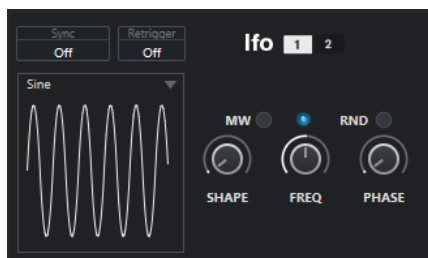 Sync
Off
Retrigger
Off
Lfo 1 2
Sine
MW RND
SHAPE FREQ PHASE